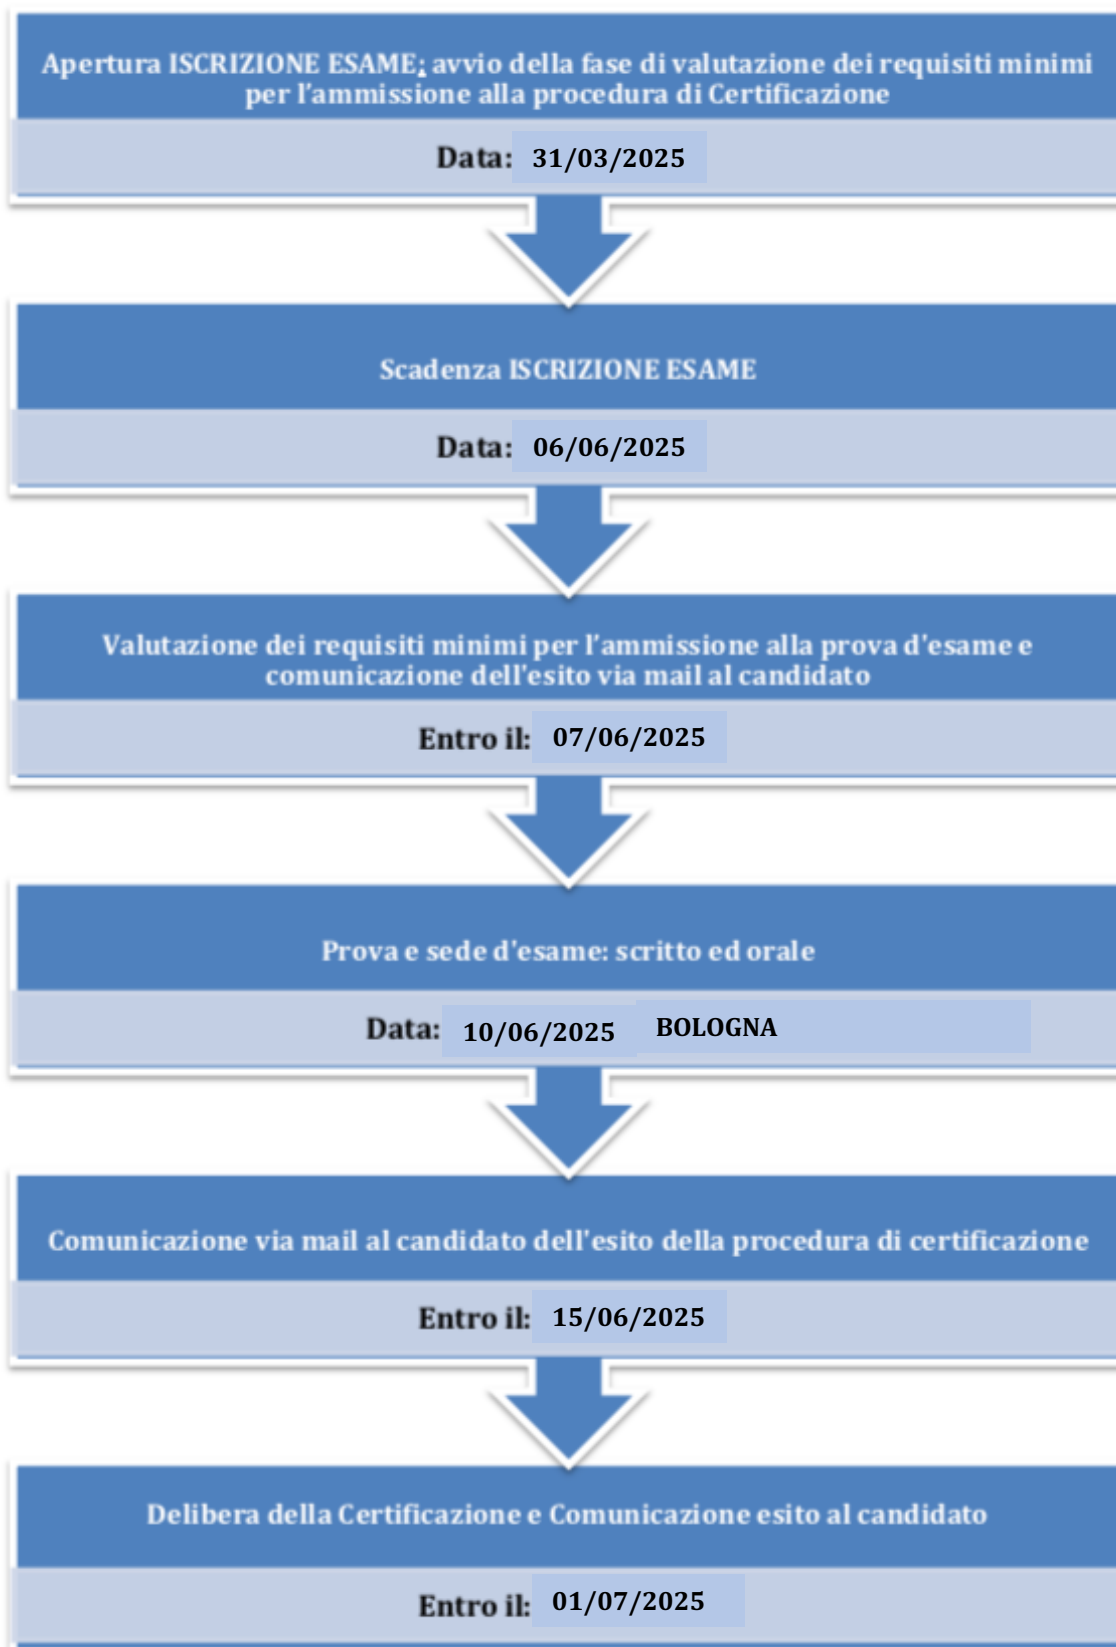 Apertura ISCRIZIONE ESAME; avvio della fase di valutazione dei requisiti minimi
per l'ammissione alla procedura di Certificazione
Data: 31/03/2025
Scadenza ISCRIZIONE ESAME
Data: 06/06/2025
Valutazione dei requisiti minimi per l'ammissione alla prova d'esame e
comunicazione dell'esito via mail al candidato
Entro il: 07/06/2025
Prova e sede d'esame: scritto ed orale
Data: 10/06/2025 BOLOGNA
Comunicazione via mail al candidato dell'esito della procedura di certificazione
Entro il: 15/06/2025
Delibera della Certificazione e Comunicazione esito al candidato
Entro il: 01/07/2025